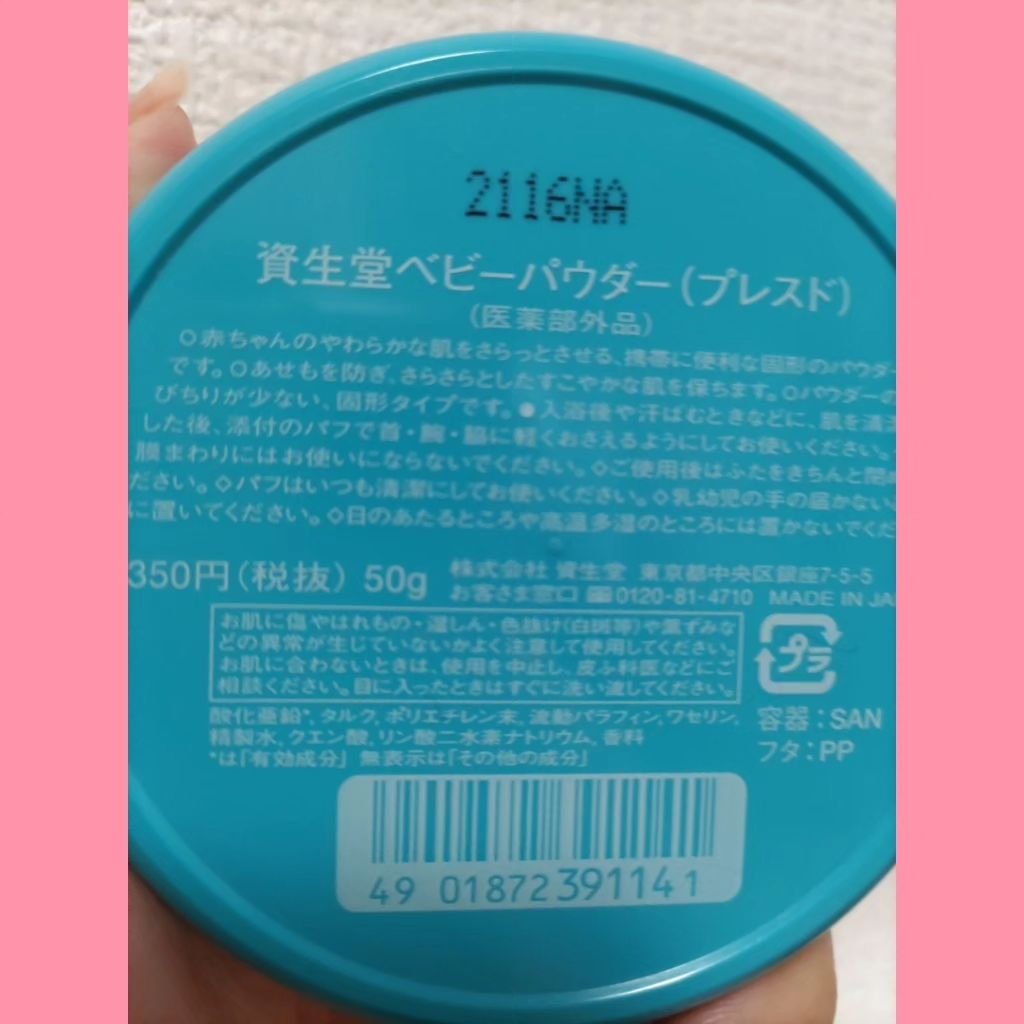 2116NA
資生堂ベビーパウダー(プレスド)
(医薬部外品)
○赤ちゃんのやわらかな肌をさらっとさせる、携帯に便利な固形のパウダー
です。○あせもを防ぎ、さらさらとしたすこやかな肌を保ちます。○パウダーの
びちりが少ない、固形タイプです。●入浴後や汗ばむときなどに、肌を清
した後、添付のパフで首・腕・脇に軽くおさえるようにしてお使いください。
膜まわりにはお使いにならないでください。◇ご使用後はふたをきちんと閉
ださい。◇パフはいつも清潔にしてお使いください。◇乳幼児の手の届かない
に置いてください。◇日のあたるところや高温多湿のところには置かないでくだ
350円(税抜) 50g
株式会社 資生堂 東京都中央区銀座7-5-5
お客さま窓口 0120-81-4710 MADE IN JA
お肌に傷やはれもの・湿しん・色抜け(白斑等)や黒ずみな
どの異常が生じていないかよく注意して使用してください。
お肌に合わないときは、使用を中止し、皮ふ科医などにご
相談ください。目に入ったときはすぐに洗い流してください。
プラ
酸化亜鉛*、タルク、ポリエチレン末、流動パラフィン、ワセリン、
精製水、クエン酸、リン酸二水素ナトリウム、香料
*は「有効成分」 無表示は「その他の成分」
容器:SAN
フタ:PP
49 01872 39114 1